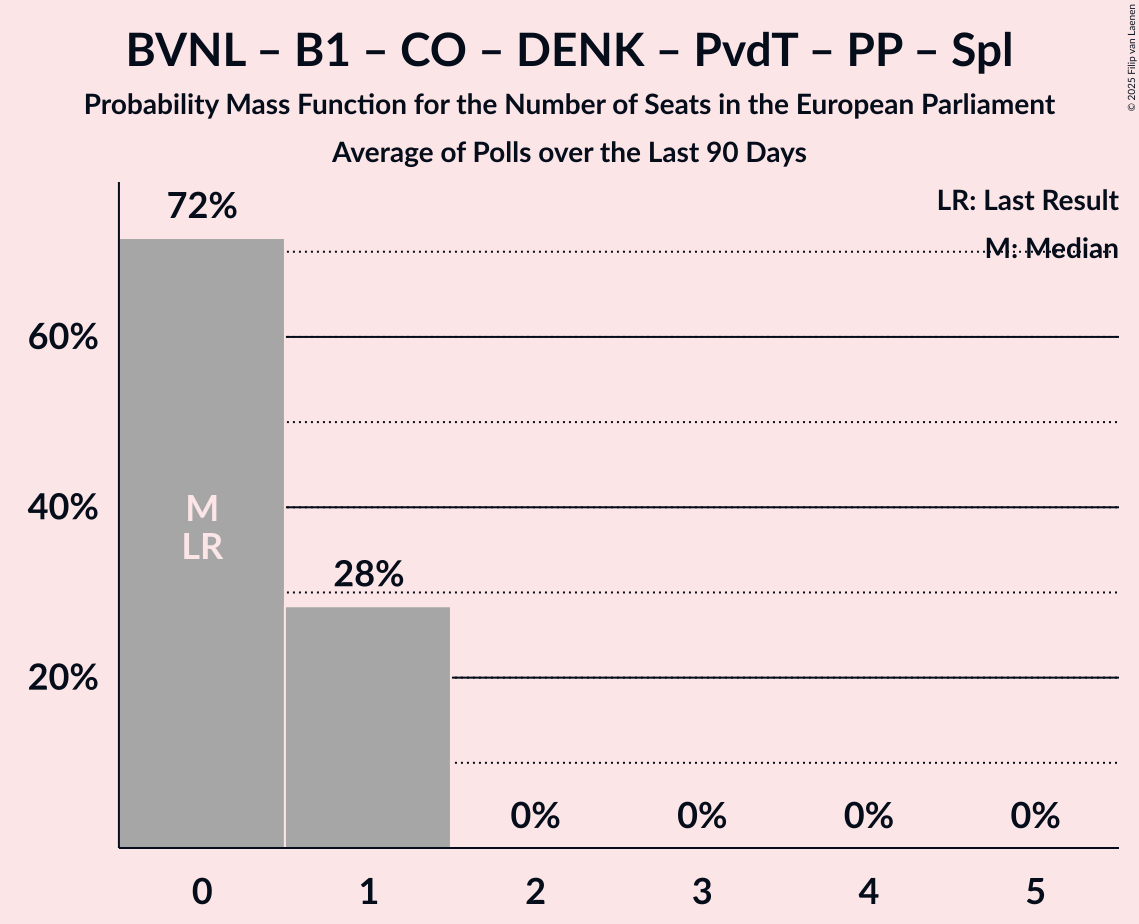 BVNL – B1 – CO – DENK – PvdT – PP – Spl
Probability Mass Function for the Number of Seats in the European Parliament
Average of Polls over the Last 90 Days
© 2025 Filip van Laenen
LR: Last Result
M: Median
72%
60%
40%
20%
M
LR
28%
0% 0% 0% 0%
0 1 2 3 4 5